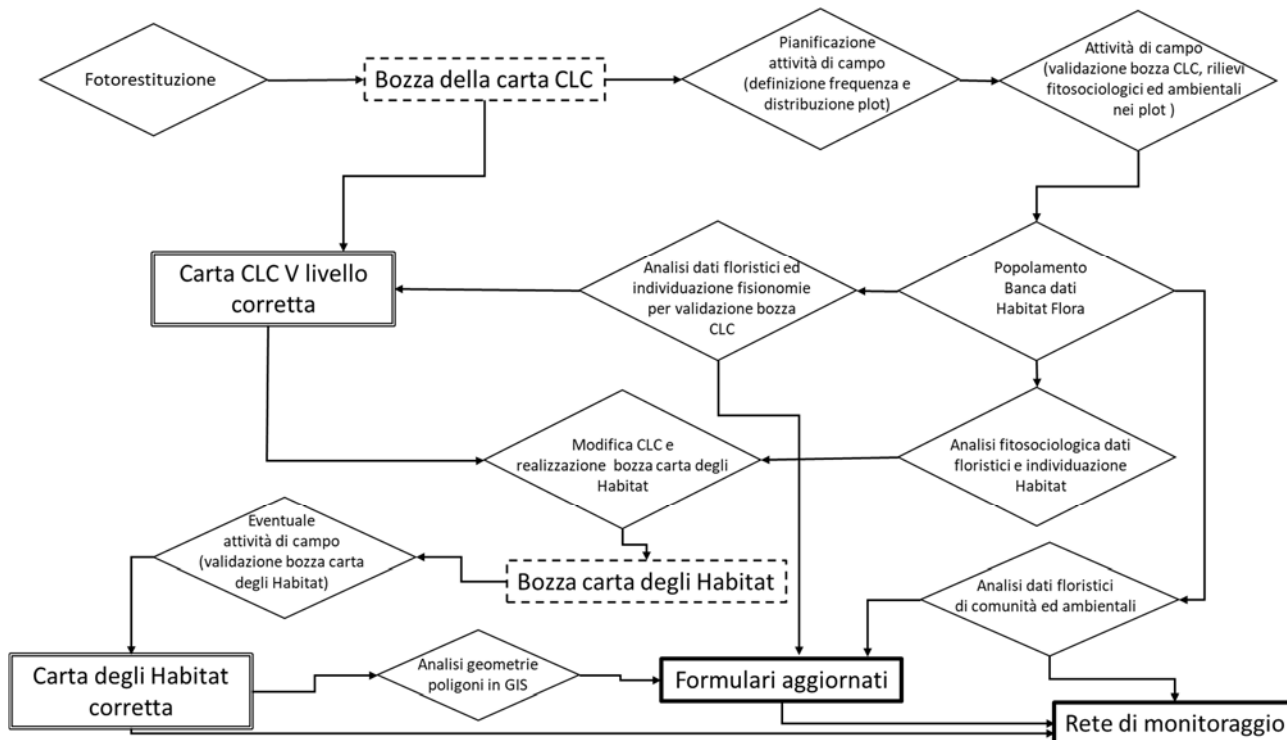 Fotorestituzione
Bozza della carta CLC
Pianificazione
attività di campo
(definizione frequenza e
distribuzione plot)
Attività di campo
(validazione bozza CLC, rilievi
fitosociologici ed ambientali
nei plot )
Carta CLC V livello
corretta
Analisi dati floristici ed
individuazione fisionomie
per validazione bozza
CLC
Popolamento
Banca dati
Habitat Flora
Modifica CLC e
realizzazione bozza carta degli
Habitat
Analisi fitosociologica dati
floristici e individuazione
Habitat
Eventuale
attività di campo
(validazione bozza carta
degli Habitat)
Bozza carta degli Habitat
Analisi dati floristici
di comunità ed ambientali
Carta degli Habitat
corretta
Analisi geometrie
poligoni in GIS
Formulari aggiornati
Rete di monitoraggio